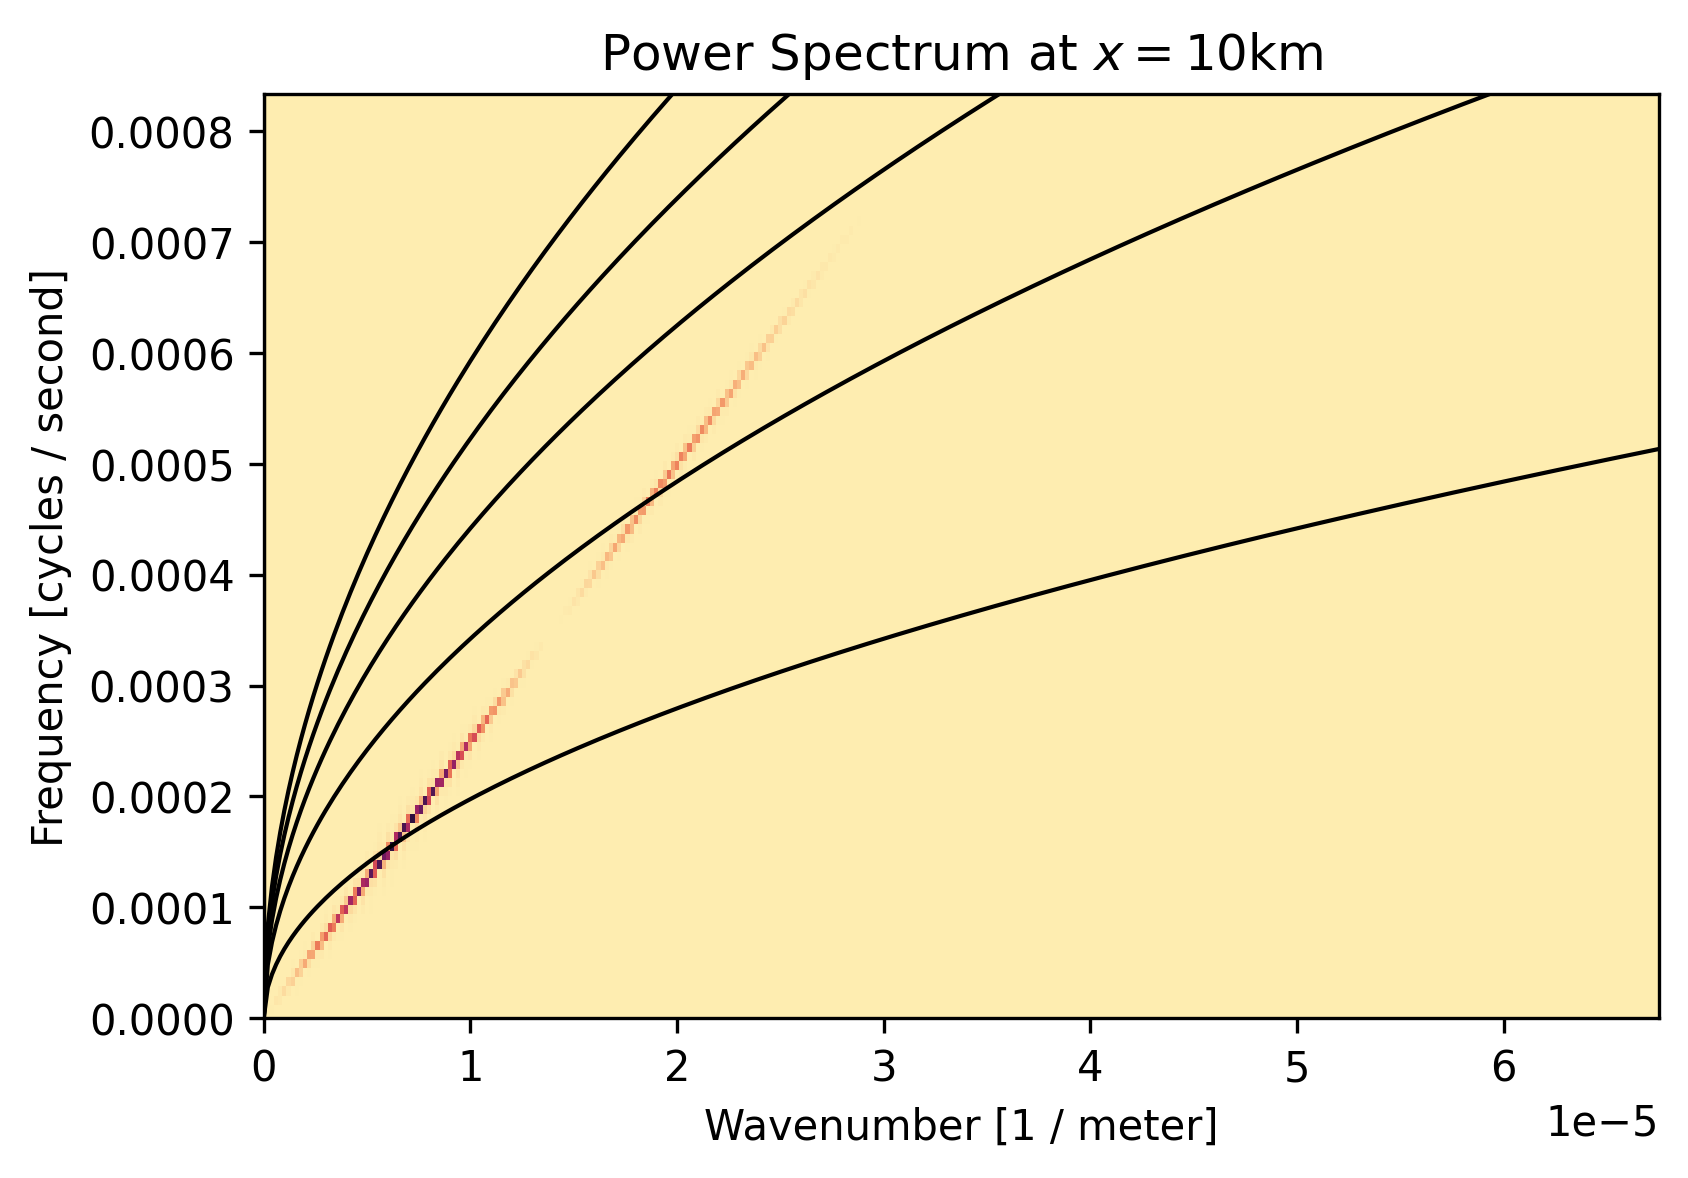 Power Spectrum at x = 10km
Frequency [cycles / second]
0.0008
0.0007
0.0006
0.0005
0.0004
0.0003
0.0002
0.0001
0.0000
0 1 2 3 4 5 6
Wavenumber [1 / meter]
1e−5